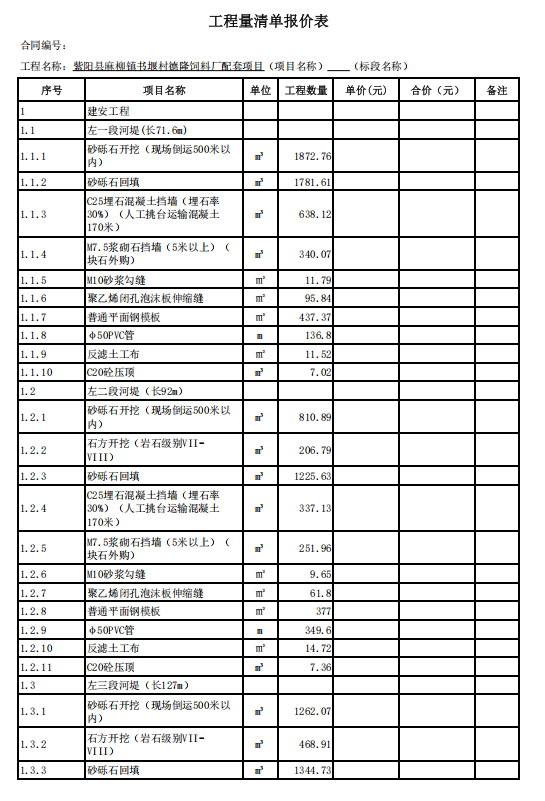 工程量清单报价表
合同编号：
工程名称：紫阳县麻柳镇书堰村德隆饲料厂配套项目（项目名称） （标段名称）
序号 项目名称 单位 工程数量 单价(元) 合价（元） 备注
1 建安工程
1.1 左一段河堤(长71.6m)
1.1.1 砂砾石开挖（现场倒运500米以
内） m³ 1872.76
1.1.2 砂砾石回填 m³ 1781.61
1.1.3 C25埋石混凝土挡墙（埋石率
30%）（人工挑台运输混凝土
170米） m³ 638.12
1.1.4 M7.5浆砌石挡墙（5米以上）（
块石外购） m³ 340.07
1.1.5 M10砂浆勾缝 m² 11.79
1.1.6 聚乙烯闭孔泡沫板伸缩缝 m² 95.84
1.1.7 普通平面钢模板 m² 437.37
1.1.8 φ50PVC管 m 136.8
1.1.9 反滤土工布 m² 11.52
1.1.10 C20砼压顶 m³ 7.02
1.2 左二段河堤（长92m）
1.2.1 砂砾石开挖（现场倒运500米以
内） m³ 810.89
1.2.2 石方开挖（岩石级别VII-
VIII） m³ 206.79
1.2.3 砂砾石回填 m³ 1225.63
1.2.4 C25埋石混凝土挡墙（埋石率
30%）（人工挑台运输混凝土
170米） m³ 337.13
1.2.5 M7.5浆砌石挡墙（5米以上）（
块石外购） m³ 251.96
1.2.6 M10砂浆勾缝 m² 9.65
1.2.7 聚乙烯闭孔泡沫板伸缩缝 m² 61.8
1.2.8 普通平面钢模板 m² 377
1.2.9 φ50PVC管 m 349.6
1.2.10 反滤土工布 m² 14.72
1.2.11 C20砼压顶 m³ 7.36
1.3 左三段河堤（长127m）
1.3.1 砂砾石开挖（现场倒运500米以
内） m³ 1262.07
1.3.2 石方开挖（岩石级别VII-
VIII） m³ 468.91
1.3.3 砂砾石回填 m³ 1344.73